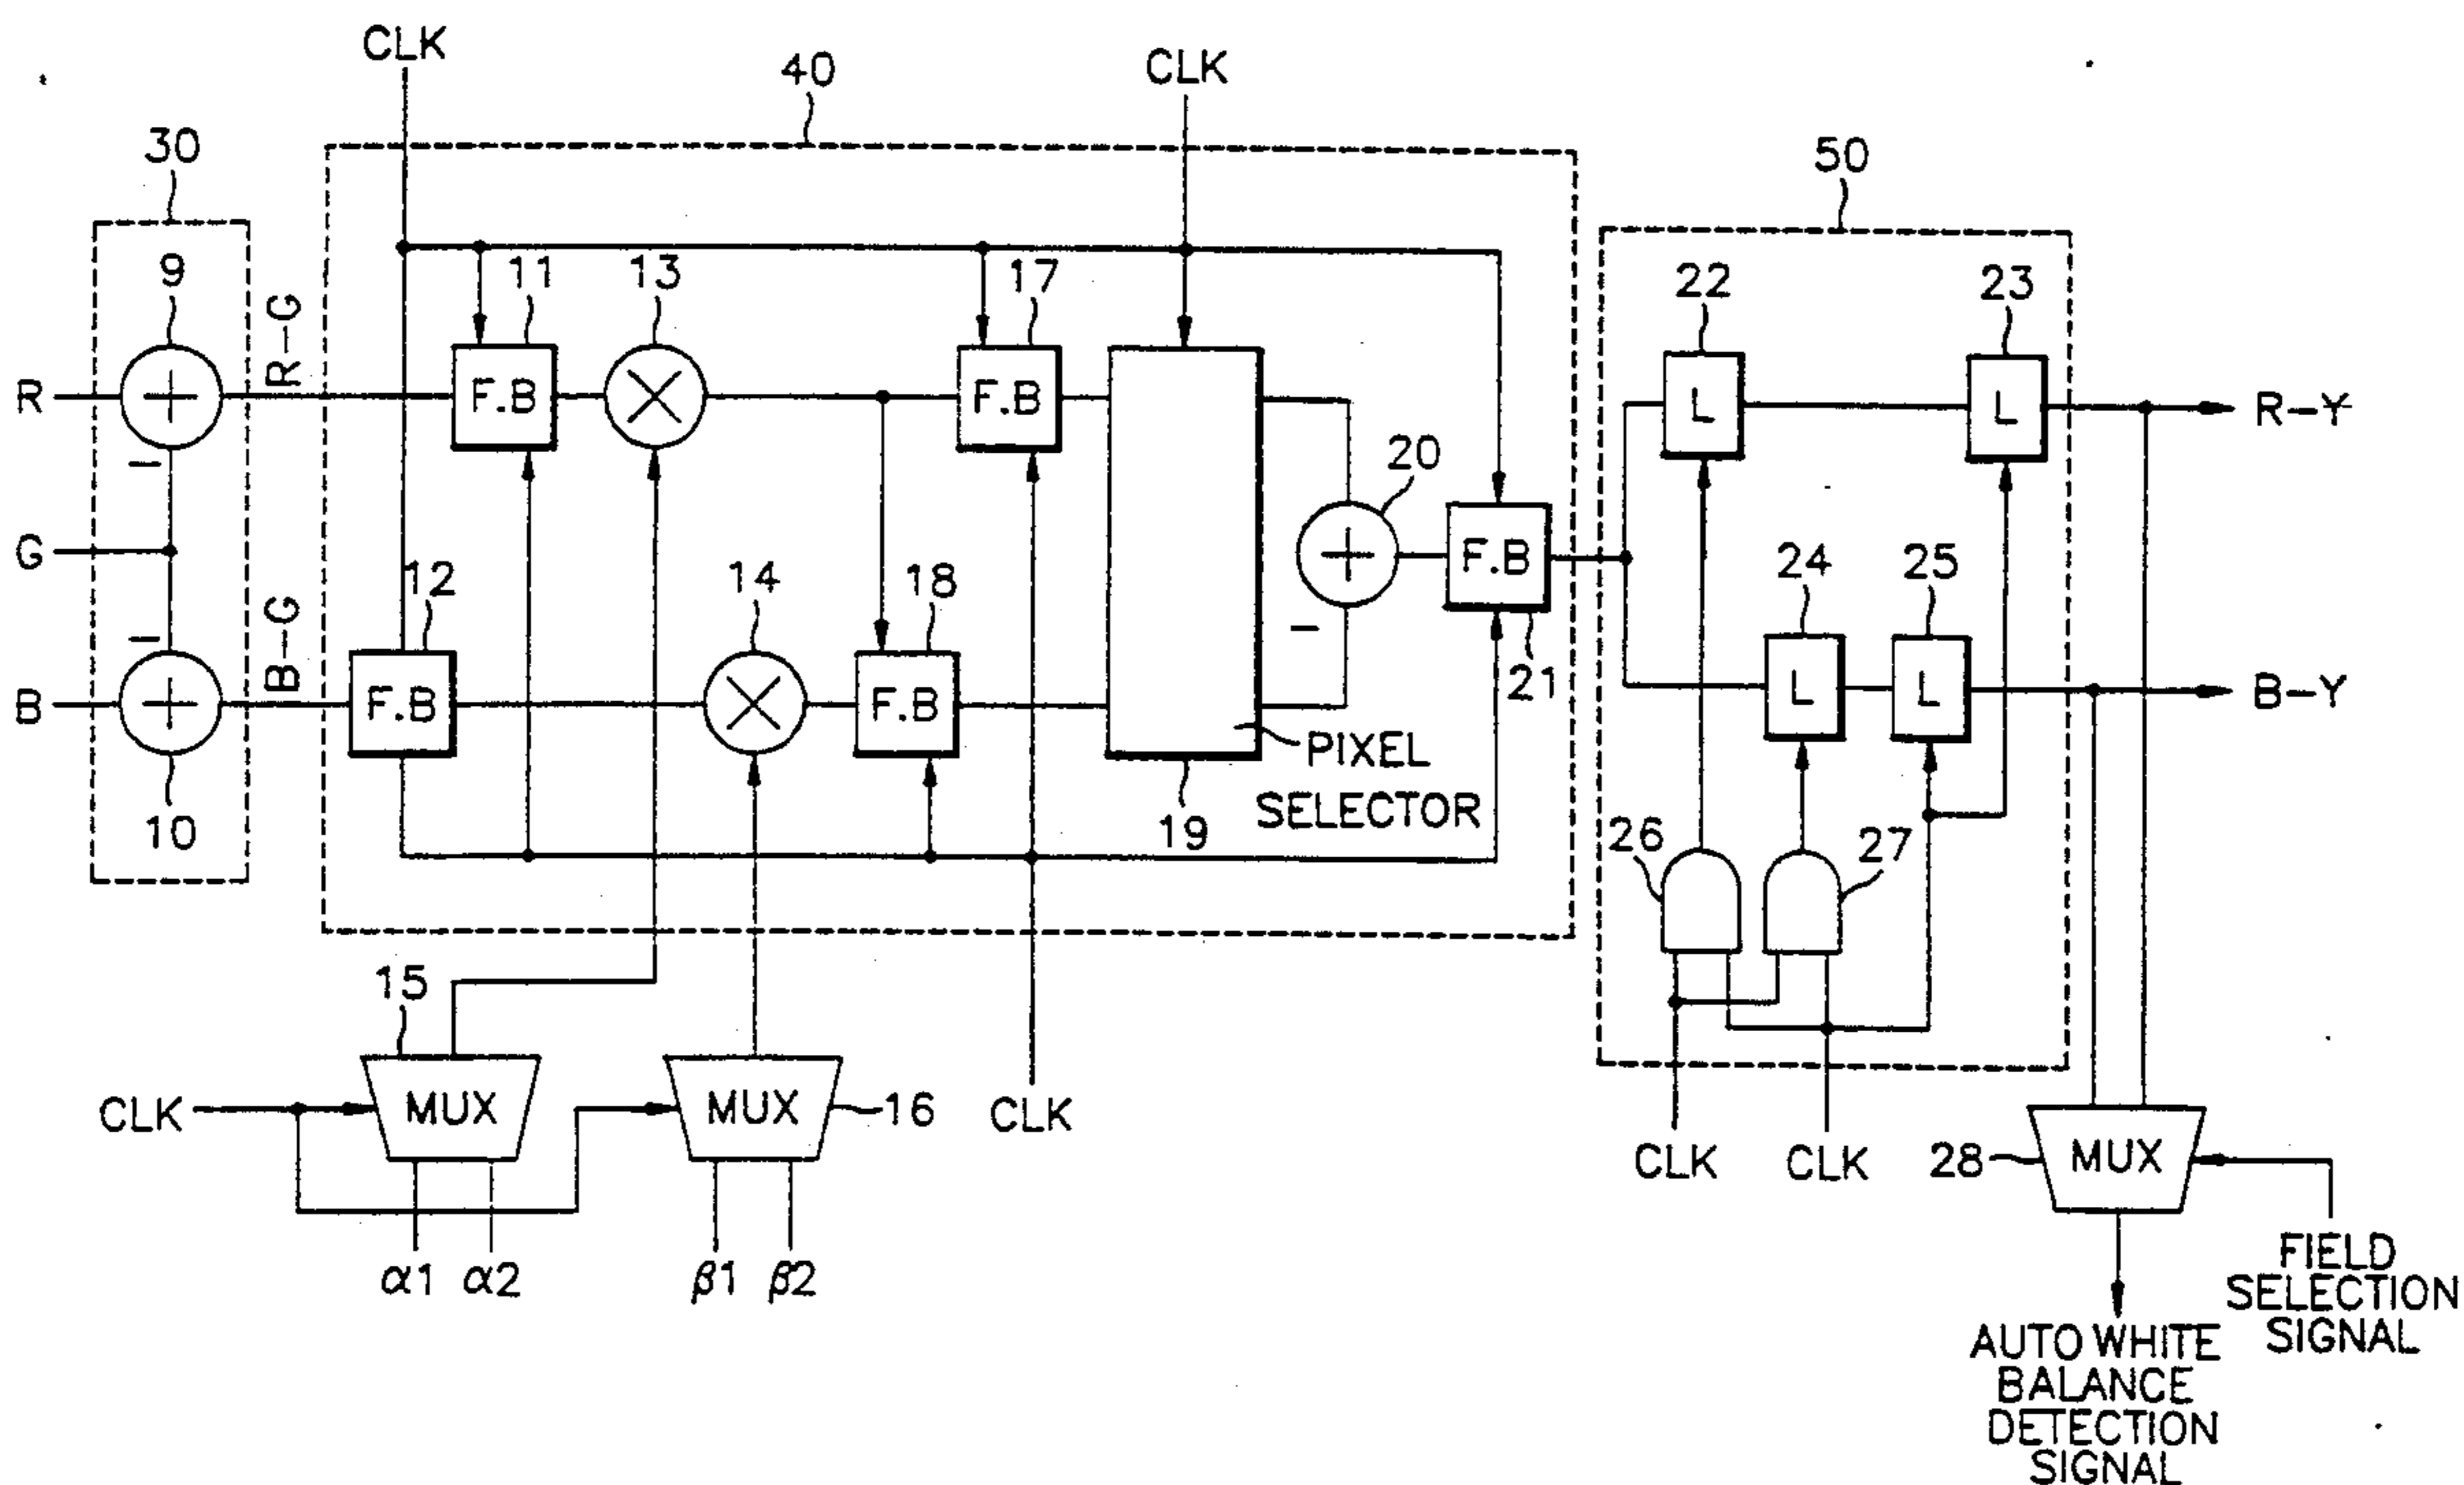 CLK
40
CLK
30
50
9
R-G
11
13
17
22
23
R
F.B
F.B
L
L
R-Y
20
G
F.B
12
14
18
24
25
B-G
21
B
F.B
F.B
L
L
B-Y
PIXEL
SELECTOR
10
19
26
27
15
CLK
MUX
MUX
16
CLK
CLK
CLK
28
MUX
α1
α2
β1
β2
FIELD
SELECTION
SIGNAL
AUTO WHITE
BALANCE
DETECTION
SIGNAL